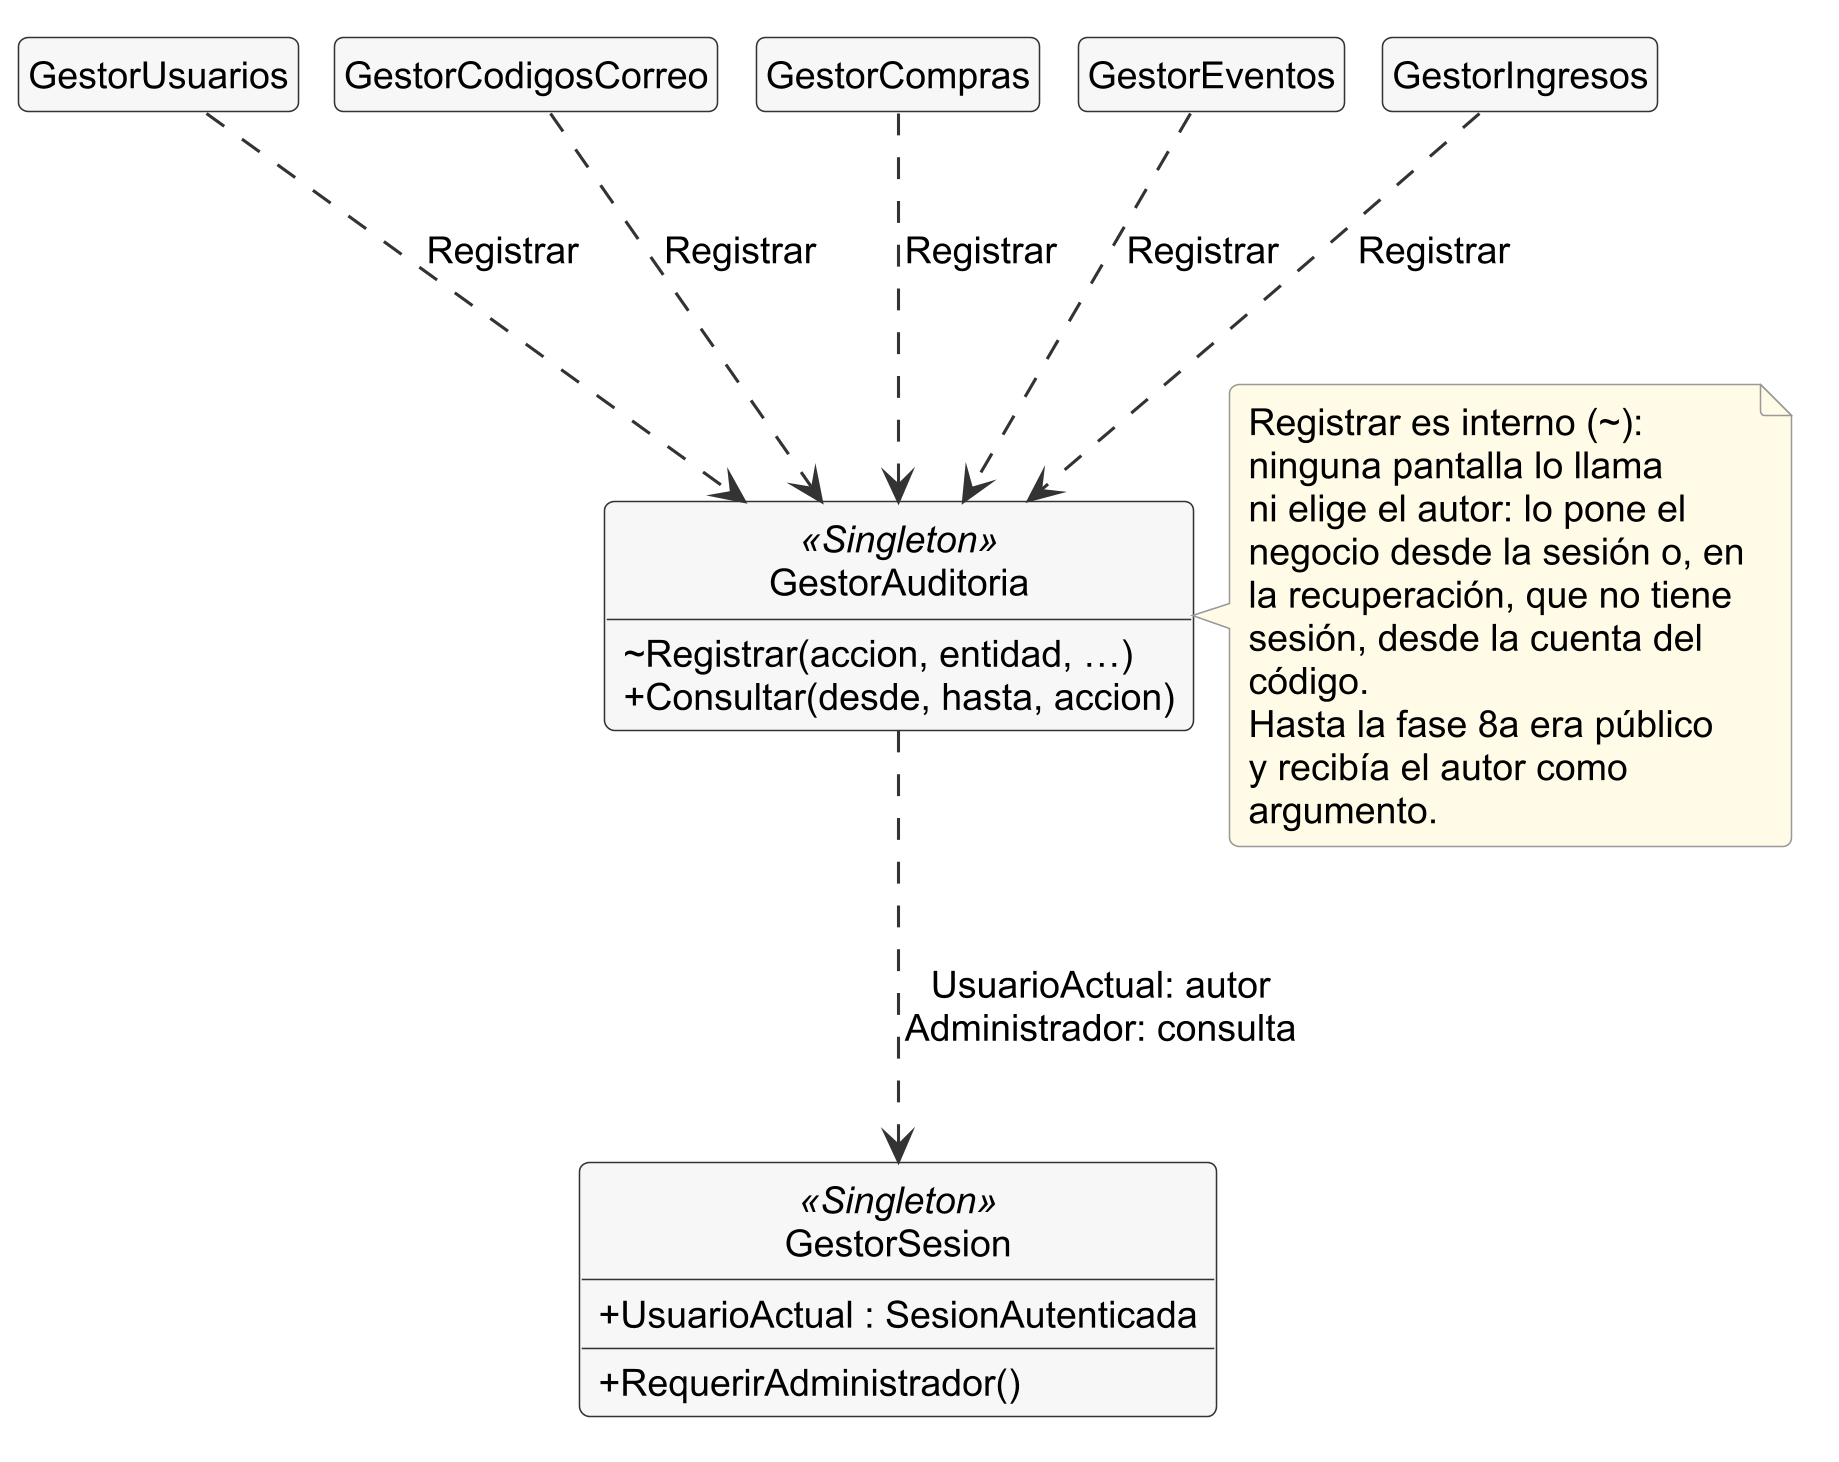 GestorUsuarios
GestorCodigosCorreo
GestorCompras
GestorEventos
GestorIngresos
Registrar
Registrar
Registrar
Registrar
Registrar
Registrar es interno (~):
ninguna pantalla lo llama
ni elige el autor: lo pone el
negocio desde la sesión o, en
la recuperación, que no tiene
sesión, desde la cuenta del
código.
Hasta la fase 8a era público
y recibía el autor como
argumento.
«Singleton»
GestorAuditoria
~Registrar(accion, entidad, …)
+Consultar(desde, hasta, accion)
UsuarioActual: autor
Administrador: consulta
«Singleton»
GestorSesion
+UsuarioActual : SesionAutenticada
+RequerirAdministrador()